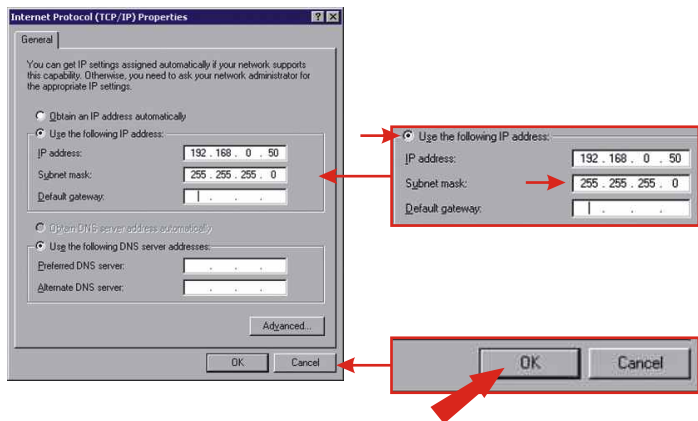 Internet Protocol (TCP/IP) Properties
General
You can get IP settings assigned automatically if your network supports
this capability. Otherwise, you need to ask your network administrator for
the appropriate IP settings.
Obtain an IP address automatically
Use the following IP address:
IP address: 192 . 168 . 0 . 50
Subnet mask: 255 . 255 . 255 . 0
Default gateway: . . .
Obtain DNS server address automatically
Use the following DNS server addresses:
Preferred DNS server: . . .
Alternate DNS server: . . .
Advanced...
OK Cancel
Use the following IP address:
IP address: 192 . 168 . 0 . 50
Subnet mask: 255 . 255 . 255 . 0
Default gateway: . . .
OK Cancel